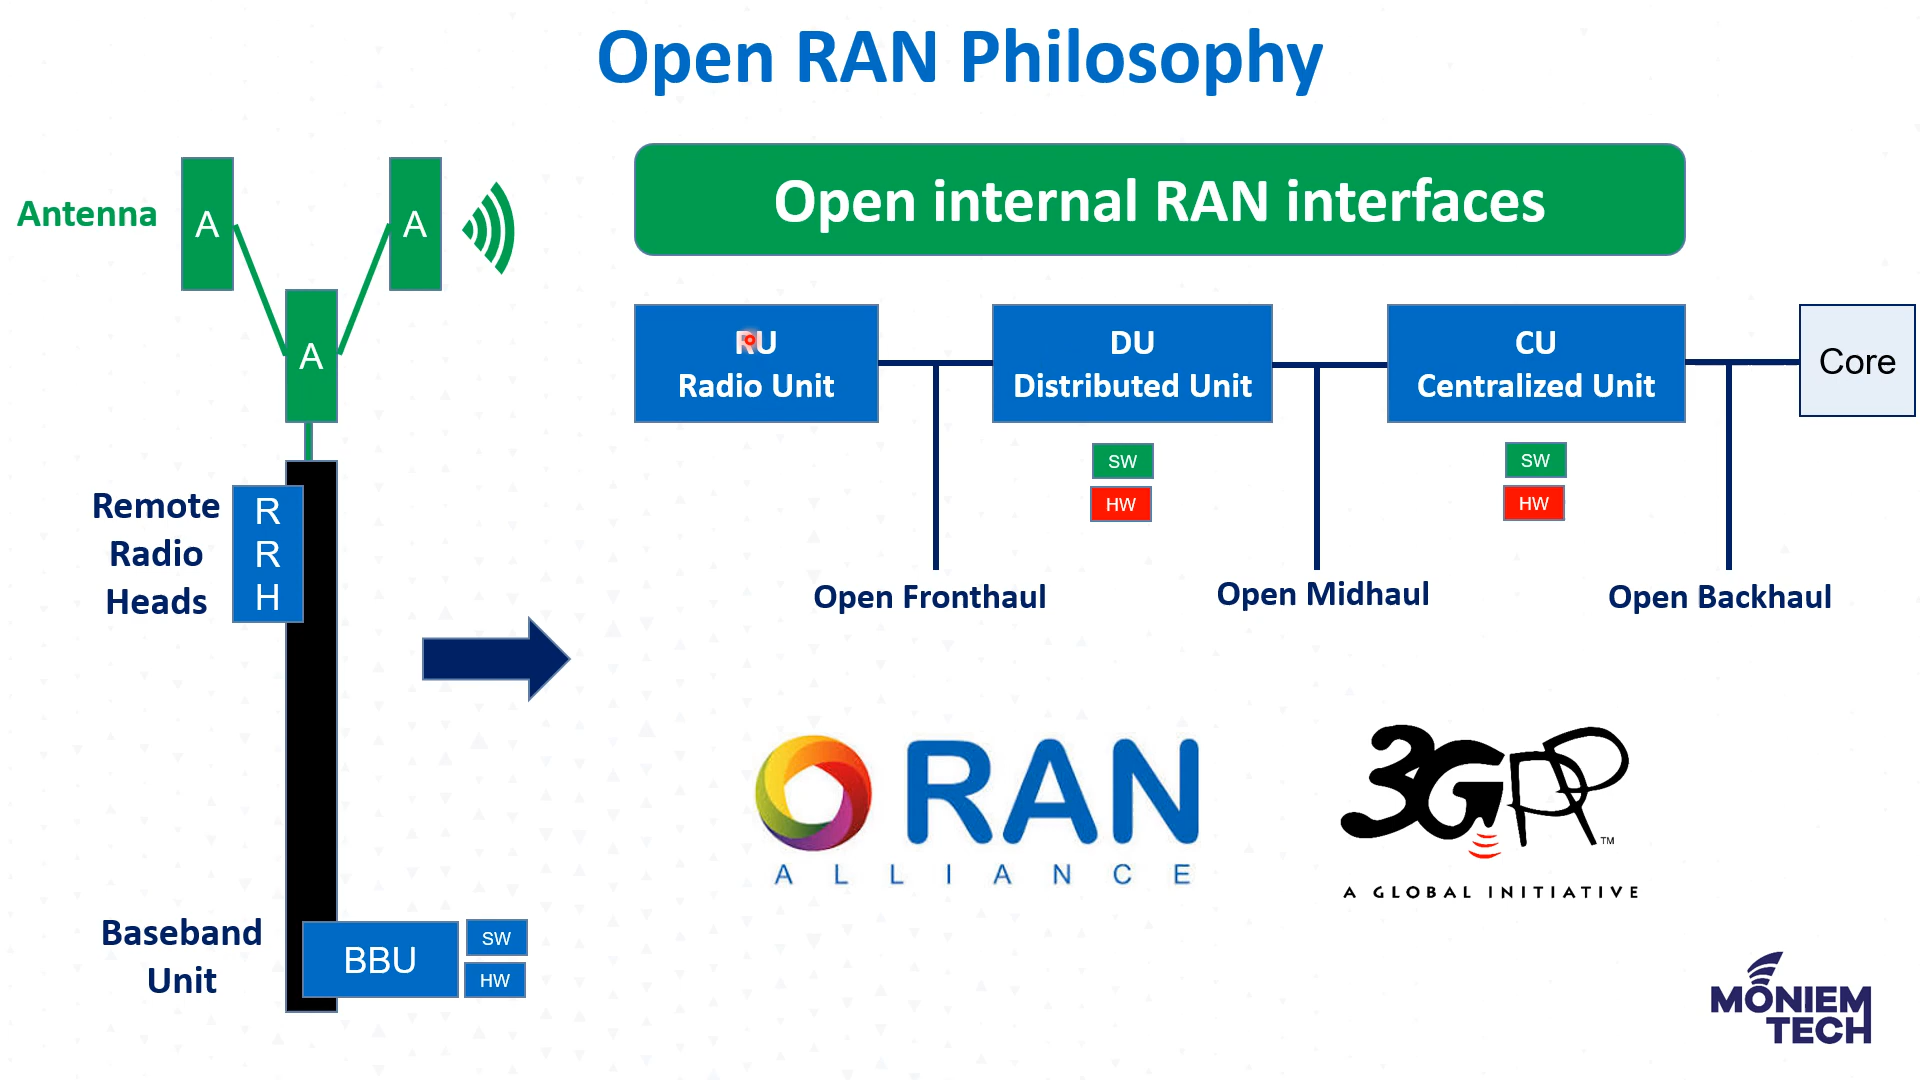 Open RAN Philosophy
Antenna
A
A
A
Open internal RAN interfaces
RU
Radio Unit
DU
Distributed Unit
CU
Centralized Unit
Core
SW
HW
SW
HW
Open Fronthaul
Open Midhaul
Open Backhaul
Remote
Radio
Heads
R
R
H
RAN
ALLIANCE
3GPP™
A GLOBAL INITIATIVE
Baseband
Unit
BBU
SW
HW
MONIEM
TECH